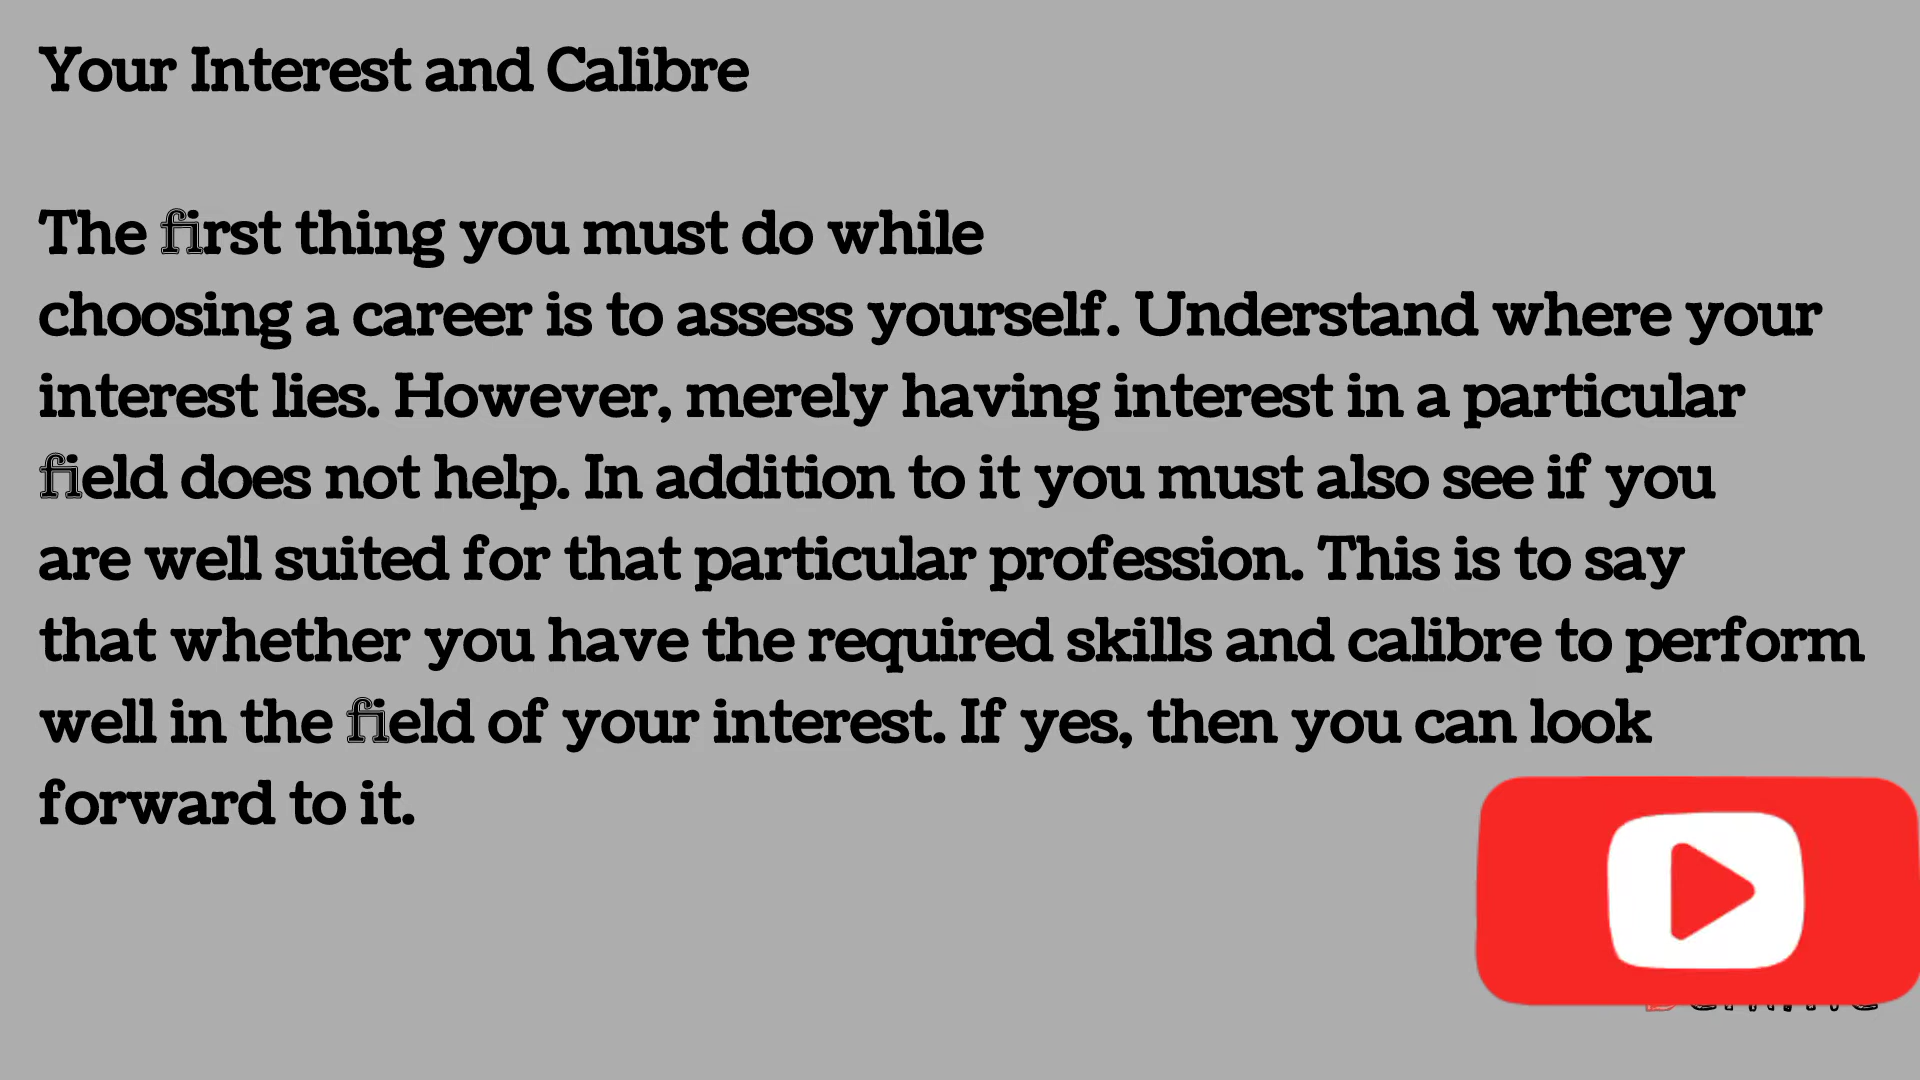 Your Interest and Calibre
The first thing you must do while
choosing a career is to assess yourself. Understand where your
interest lies. However, merely having interest in a particular
field does not help. In addition to it you must also see if you
are well suited for that particular profession. This is to say
that whether you have the required skills and calibre to perform
well in the field of your interest. If yes, then you can look
forward to it.